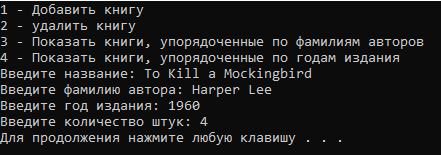 1 - Добавить книгу
2 - удалить книгу
3 - Показать книги, упорядоченные по фамилиям авторов
4 - Показать книги, упорядоченные по годам издания
Введите название: To Kill a Mockingbird
Введите фамилию автора: Harper Lee
Введите год издания: 1960
Введите количество штук: 4
Для продолжения нажмите любую клавишу . . .